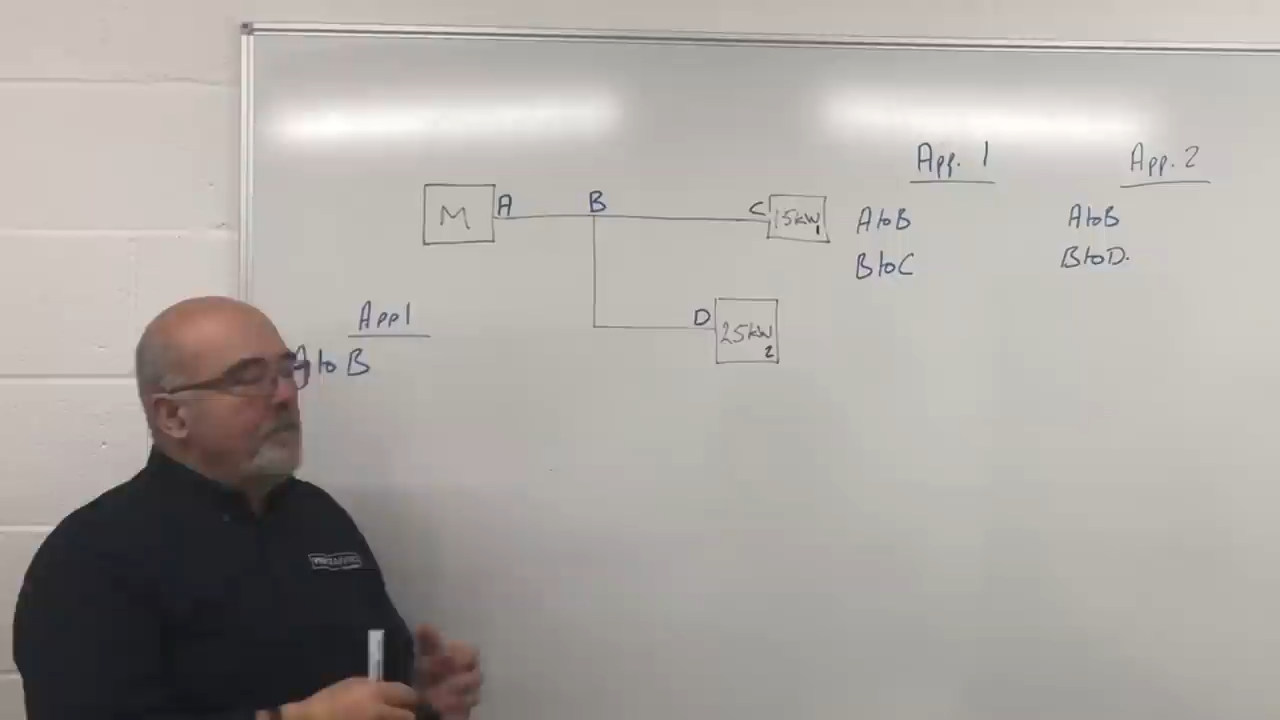 App. 1
App. 2
M
A
B
C
15kW
1
A to B
A to B
B to C
B to D.
App 1
D
25kW
2
A to B